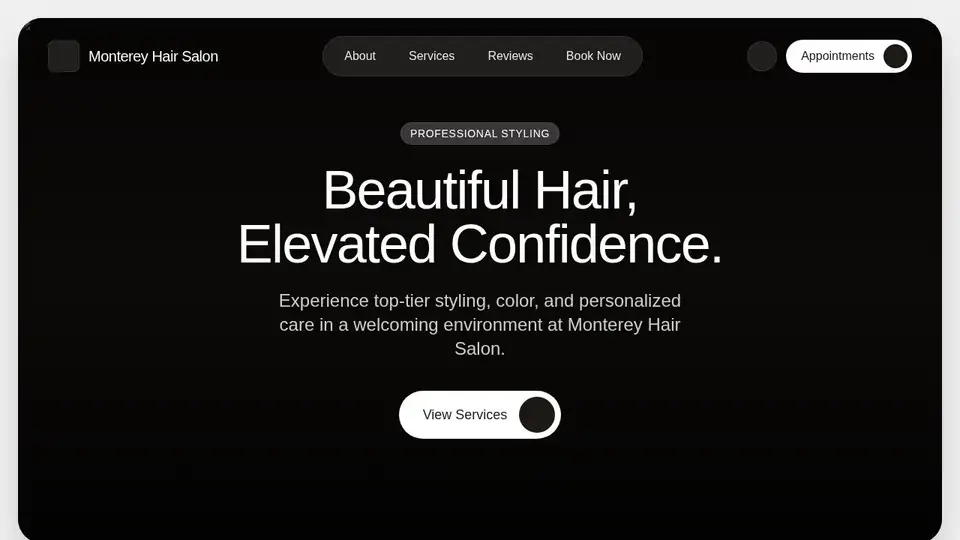 Monterey Hair Salon
About
Services
Reviews
Book Now
Appointments
PROFESSIONAL STYLING
Beautiful Hair,
Elevated Confidence.
Experience top-tier styling, color, and personalized
care in a welcoming environment at Monterey Hair
Salon.
View Services